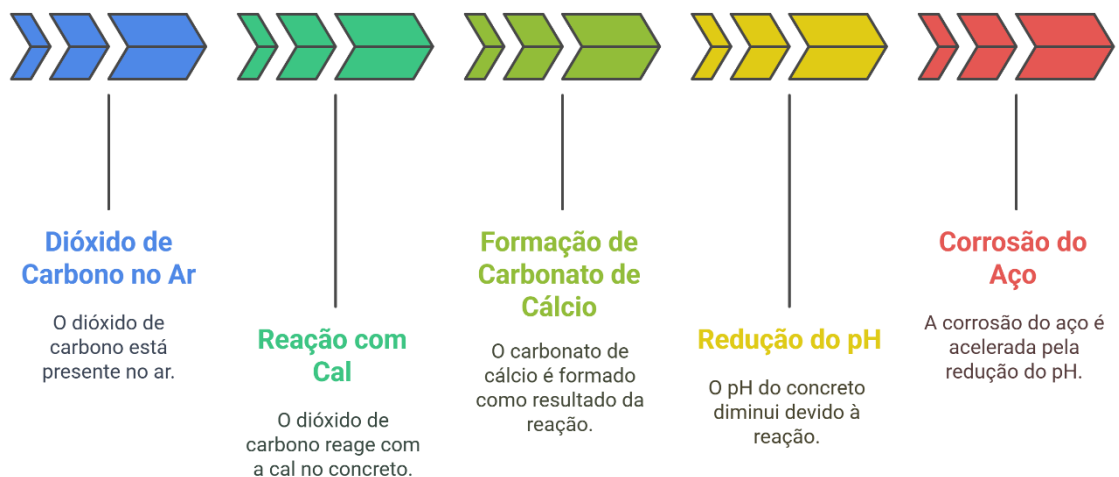 Dióxido de
Carbono no Ar
O dióxido de
carbono está
presente no ar.
Reação com
Cal
O dióxido de
carbono reage com
a cal no concreto.
Formação de
Carbonato de
Cálcio
O carbonato de
cálcio é formado
como resultado da
reação.
Redução do pH
O pH do concreto
diminui devido à
reação.
Corrosão do
Aço
A corrosão do aço é
acelerada pela
redução do pH.